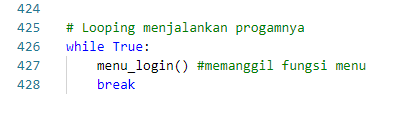 424
425 # Looping menjalankan progamnya
426 while True:
427 menu_login() #memanggil fungsi menu
428 break